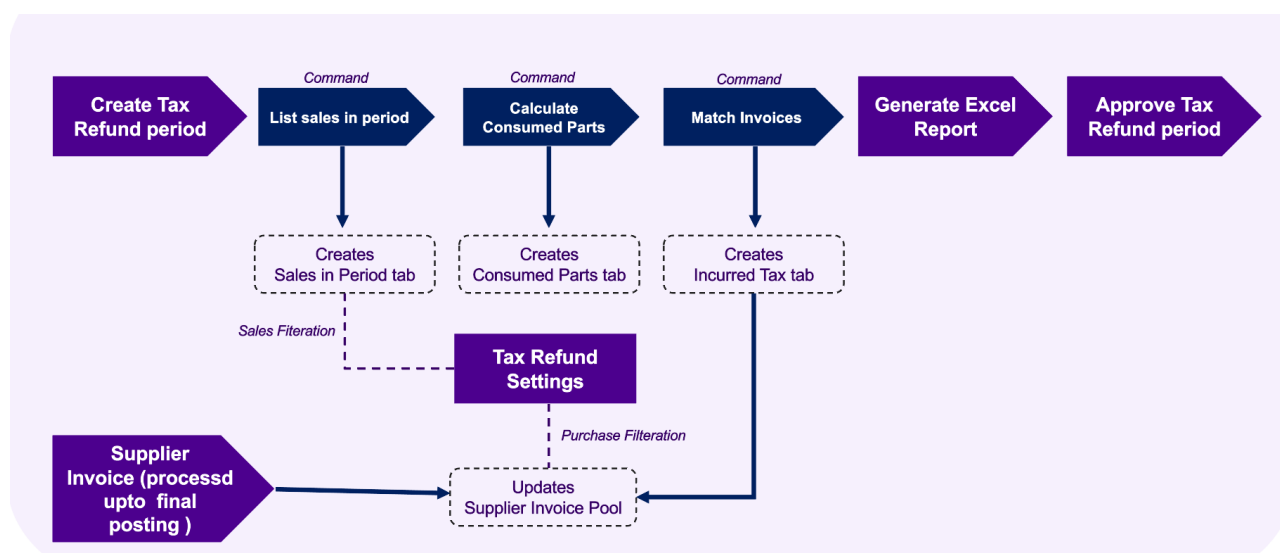 Command
Command
Command
Create Tax
Refund period
List sales in period
Calculate
Consumed Parts
Match Invoices
Generate Excel
Report
Approve Tax
Refund period
Creates
Sales in Period tab
Creates
Consumed Parts tab
Creates
Incurred Tax tab
Sales Fiteration
Tax Refund
Settings
Purchase Filteration
Supplier
Invoice (processd
upto final
posting )
Updates
Supplier Invoice Pool